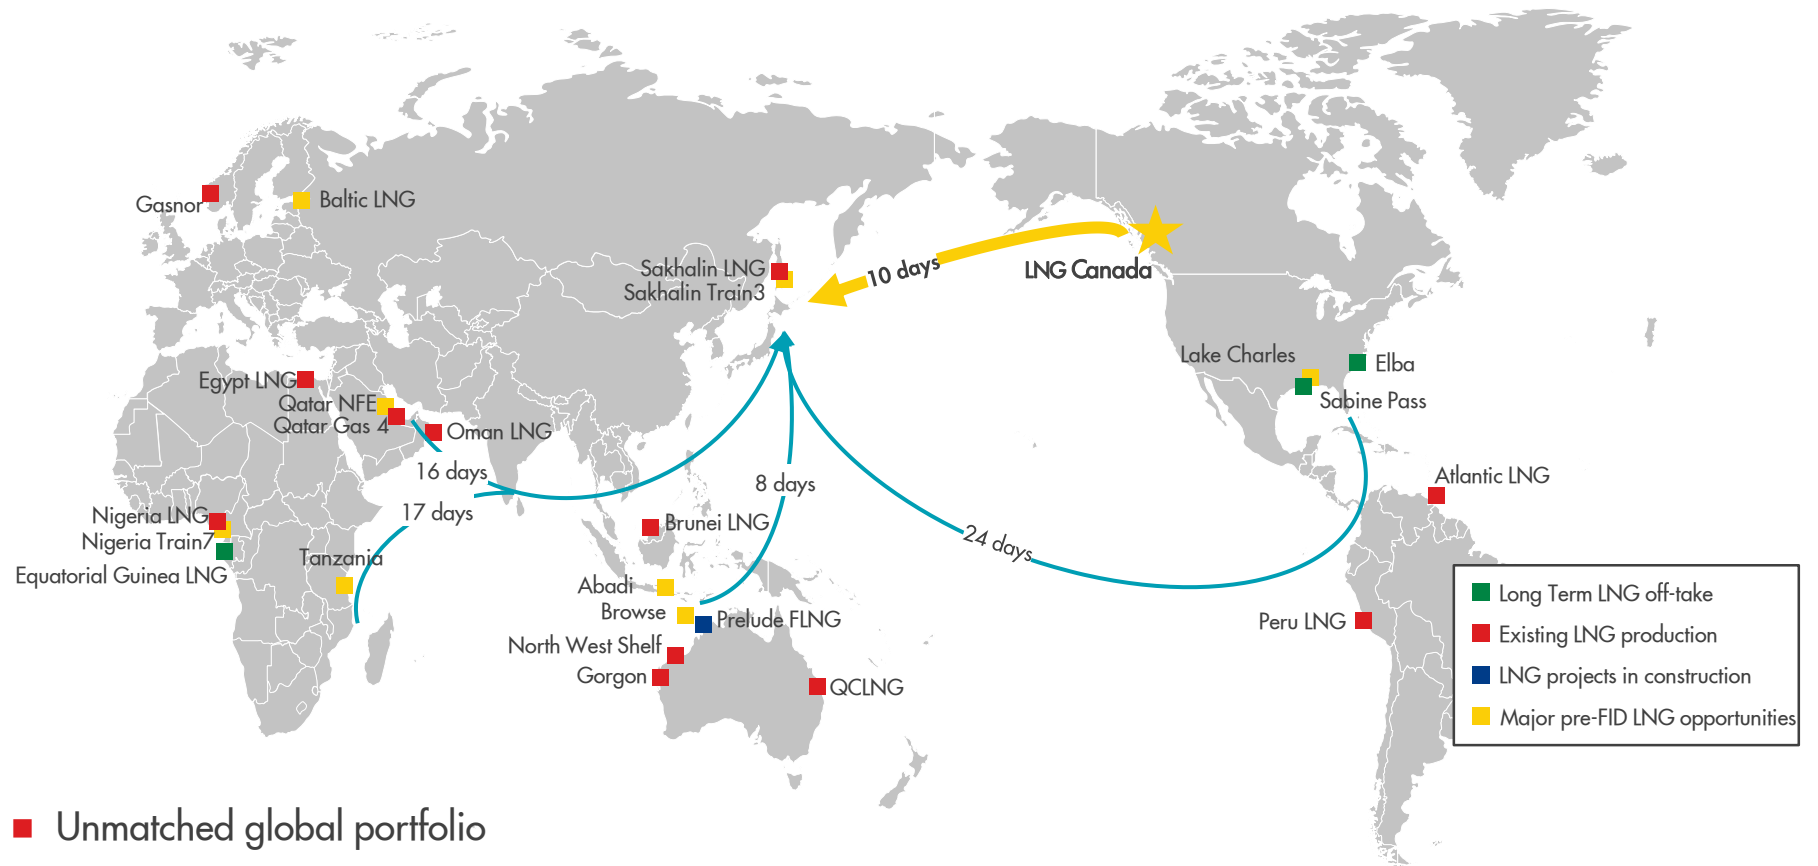 Gasnor
Baltic LNG
Sakhalin LNG
Sakhalin Train3
10 days
LNG Canada
Lake Charles
Elba
Sabine Pass
Egypt LNG
Qatar NFE
Qatar Gas 4
Oman LNG
16 days
17 days
8 days
24 days
Atlantic LNG
Nigeria LNG
Nigeria Train7
Equatorial Guinea LNG
Tanzania
Brunei LNG
Abadi
Browse
Prelude FLNG
North West Shelf
Gorgon
QCLNG
Peru LNG
Long Term LNG off-take
Existing LNG production
LNG projects in construction
Major pre-FID LNG opportunities
Unmatched global portfolio